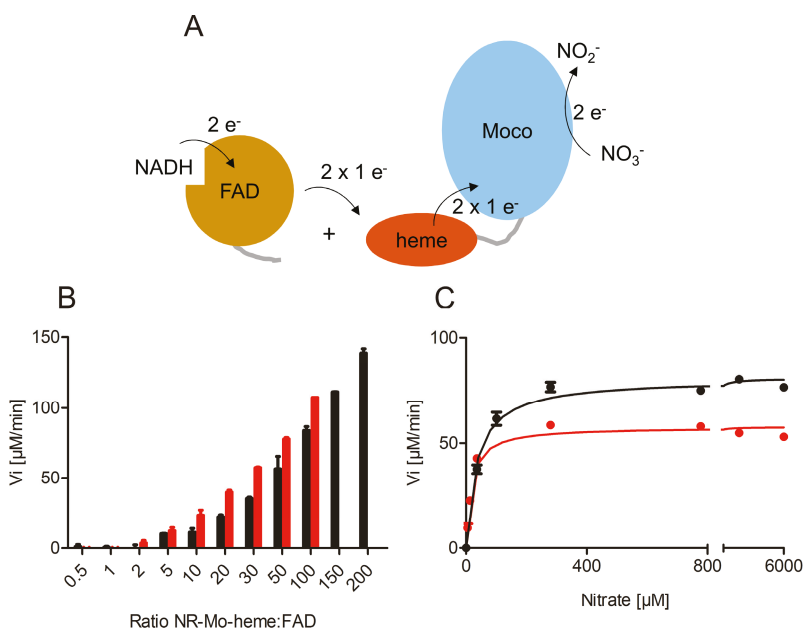 A
NO₂⁻
2 e⁻
Moco
2 e⁻
NO₃⁻
NADH
FAD
2 x 1 e⁻
2 x 1 e⁻
+
heme
B
C
150
100
50
0
Vi [µM/min]
0.5 1 2 5 10 20 30 50 100 150 200
Ratio NR-Mo-heme:FAD
100
50
0
Vi [µM/min]
0 400 800 6000
Nitrate [µM]